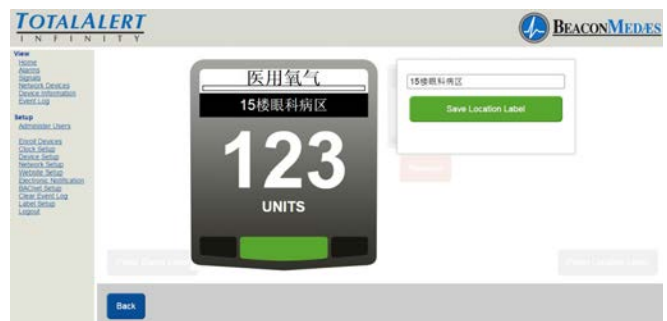 TOTALALERT
INFINITY
BEACONMEDÆS
View
Home
Alarms
Signals
Network Devices
Device Information
Event Log
Setup
Administer Users
Enroll Devices
Clock Setup
Device Setup
Network Setup
Website Setup
Electronic Notification
BACnet Setup
Clear Event Log
Label Setup
Logout
医用氧气
15楼眼科病区
123
UNITS
15楼眼科病区
Save Location Label
Back